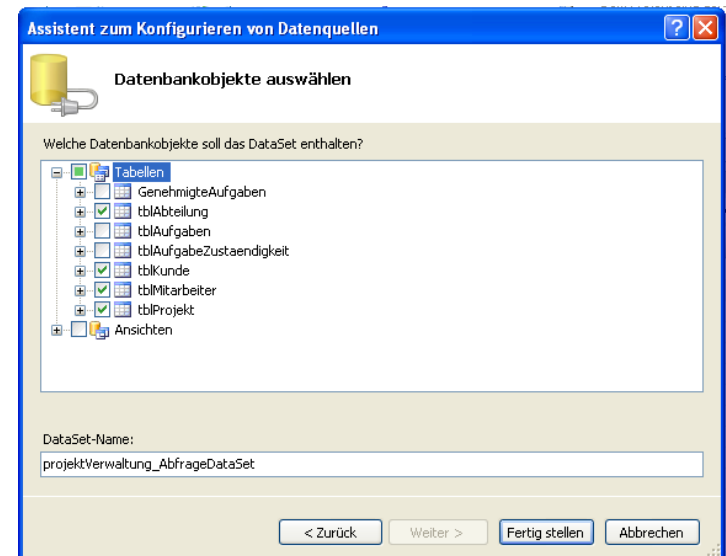 Assistent zum Konfigurieren von Datenquellen
Datenbankobjekte auswählen
Welche Datenbankobjekte soll das DataSet enthalten?
Tabellen
GenehmigteAufgaben
tblAbteilung
tblAufgaben
tblAufgabeZustaendigkeit
tblKunde
tblMitarbeiter
tblProjekt
Ansichten
DataSet-Name:
projektVerwaltung_AbfrageDataSet
< Zurück Weiter > Fertig stellen Abbrechen